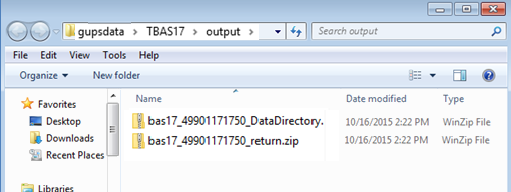 gupsdata TBAS17 output Search output
File Edit View Tools Help
Organize New folder
Name Date modified Type
Favorites
Desktop
Downloads
Recent Places
Libraries
bas17_49901171750_DataDirectory. 10/16/2015 2:22 PM WinZip File
bas17_49901171750_return.zip 10/16/2015 2:22 PM WinZip File